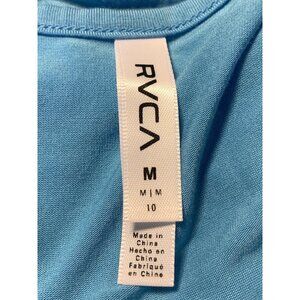 RVCA
M
M|M
10
Made in
China
Hecho en
China
Fabriqué
en Chine